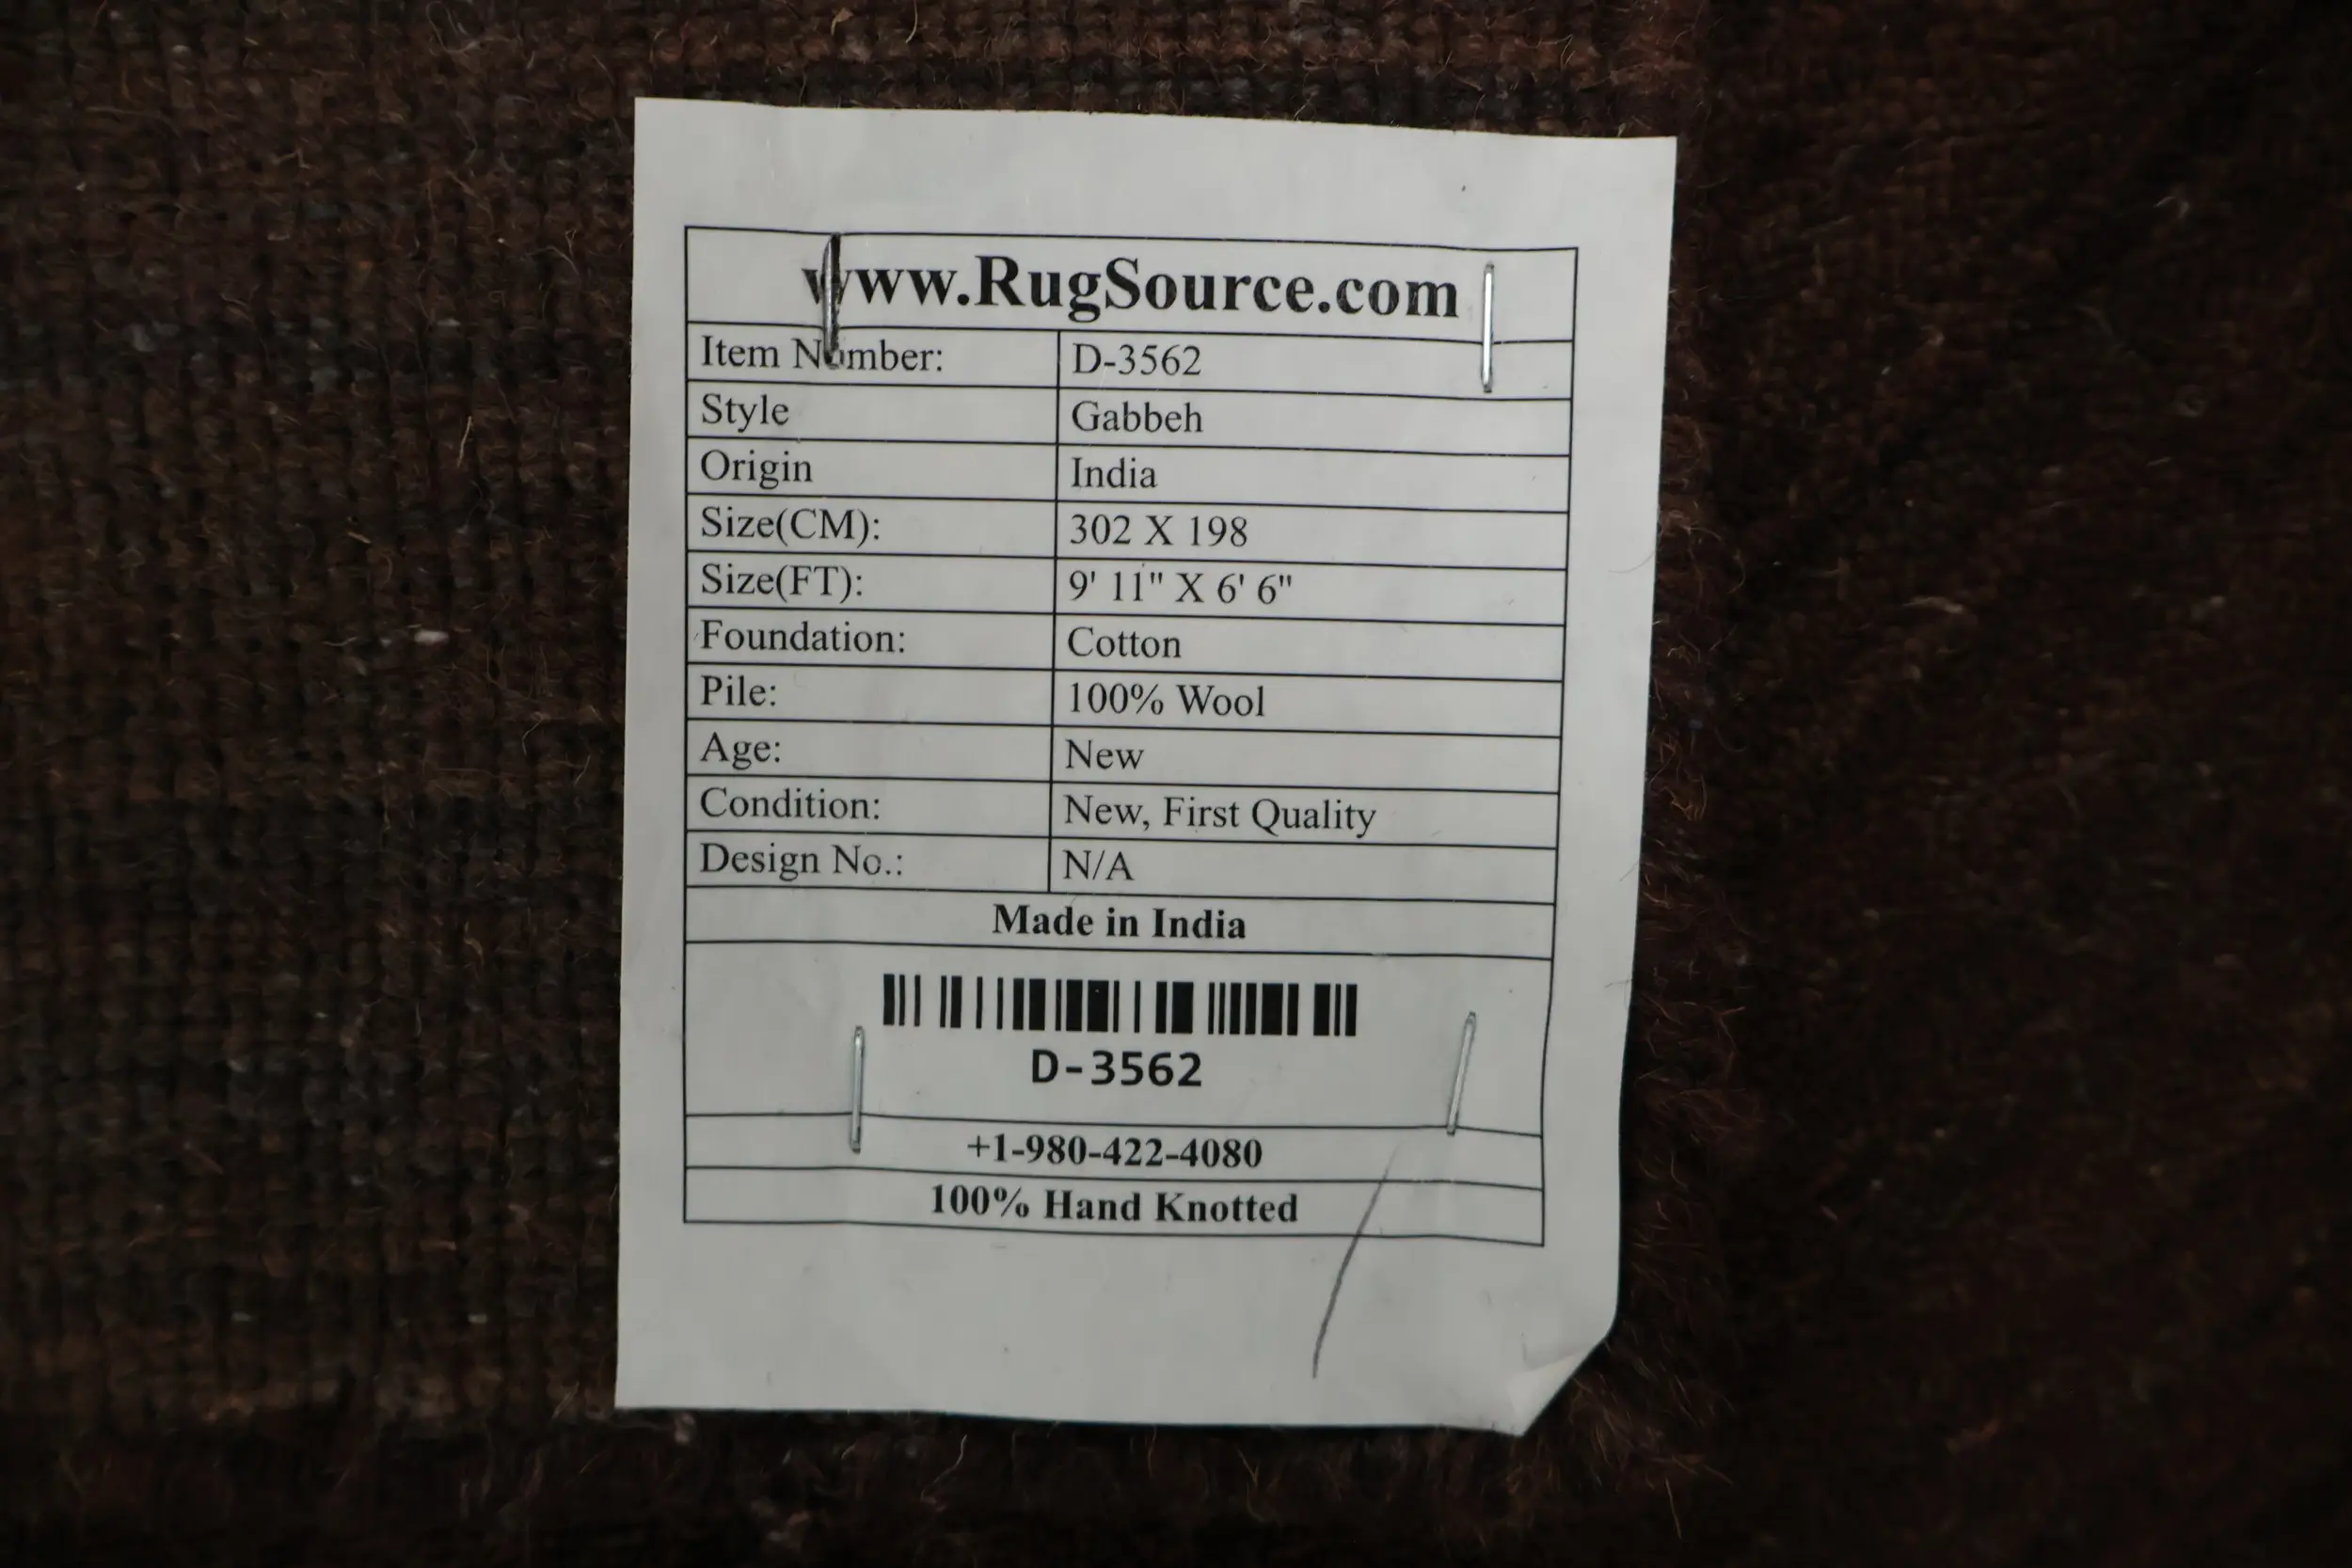 www.RugSource.com
Item Number: D-3562
Style Gabbeh
Origin India
Size(CM): 302 X 198
Size(FT): 9' 11" X 6' 6"
Foundation: Cotton
Pile: 100% Wool
Age: New
Condition: New, First Quality
Design No.: N/A
Made in India
D-3562
+1-980-422-4080
100% Hand Knotted